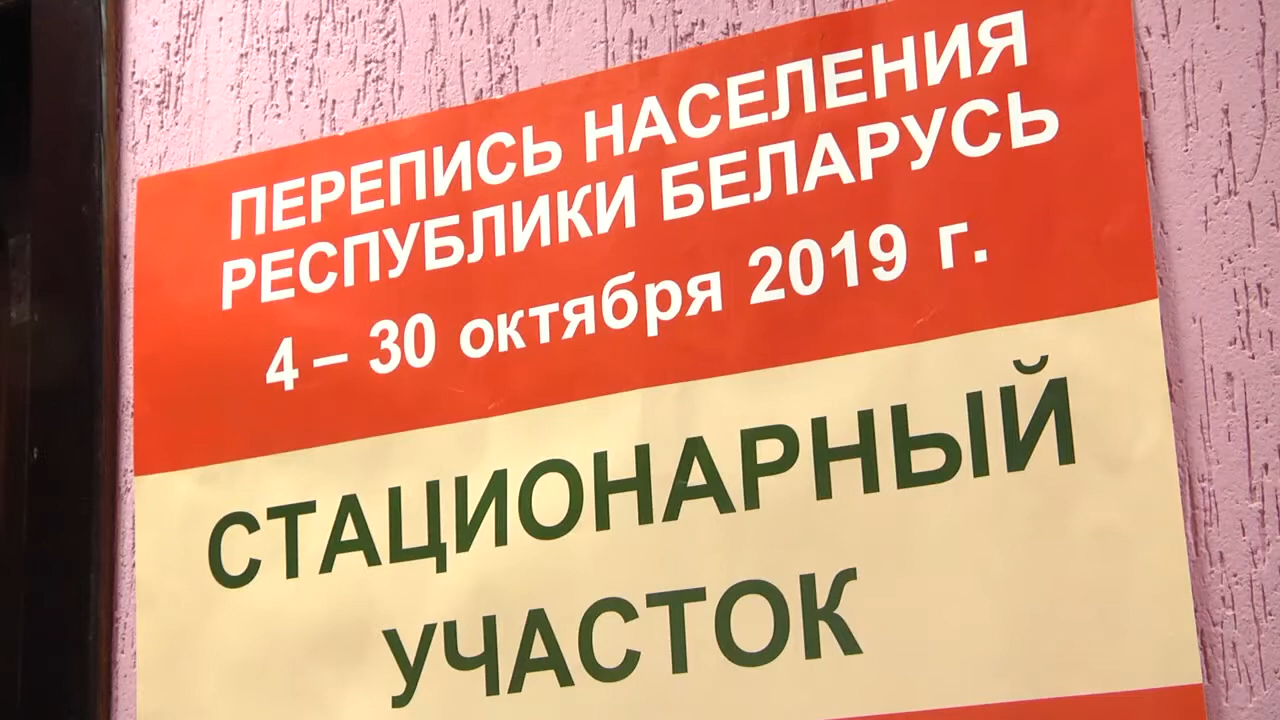 ПЕРЕПИСЬ НАСЕЛЕНИЯ
РЕСПУБЛИКИ БЕЛАРУСЬ
4 – 30 октября 2019 г.
СТАЦИОНАРНЫЙ
УЧАСТОК